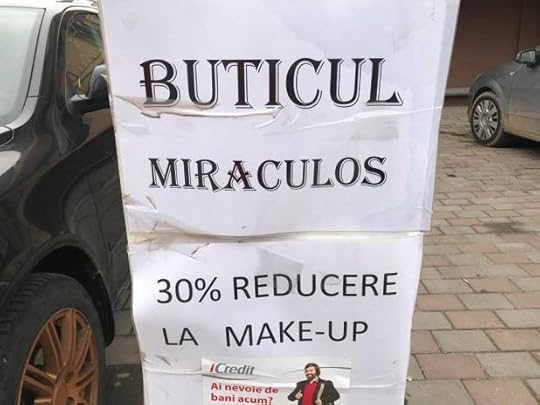 BUTICUL
MIRACULOS
30% REDUCERE
LA MAKE-UP
iCredit
Ai nevoie de
bani acum?